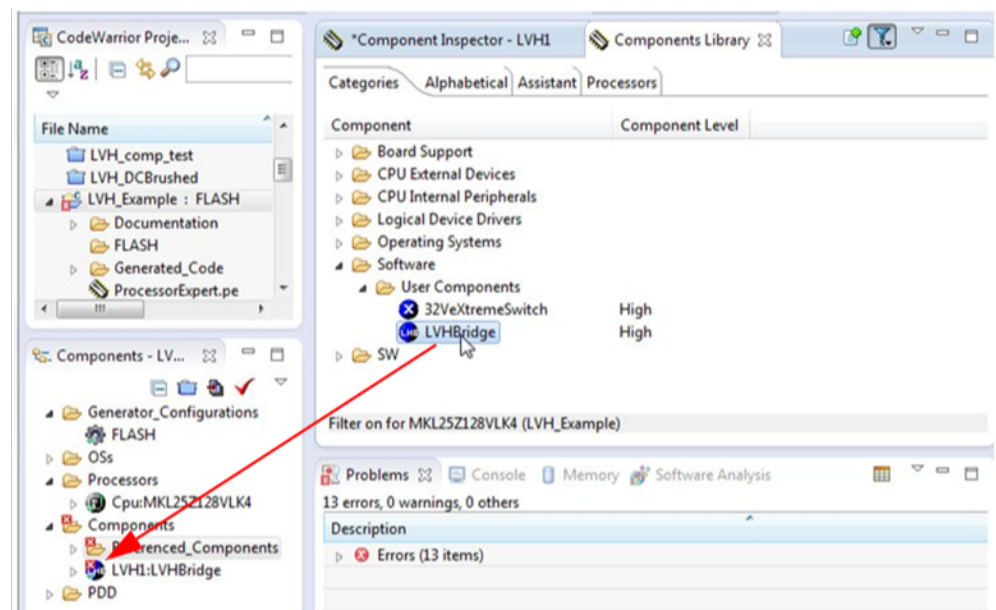 CodeWarrior Proje...
File Name
LVH_comp_test
LVH_DCBrushed
LVH_Example : FLASH
Documentation
FLASH
Generated_Code
ProcessorExpert.pe
Components - LV...
Generator_Configurations
FLASH
OSs
Processors
Cpu:MKL25Z128VLK4
Components
Referenced_Components
LVH1:LVHBridge
PDD
*Component Inspector - LVH1 Components Library
Categories Alphabetical Assistant Processors
Component Component Level
Board Support
CPU External Devices
CPU Internal Peripherals
Logical Device Drivers
Operating Systems
Software
User Components
32VeXtremeSwitch High
LVHBridge High
SW
Filter on for MKL25Z128VLK4 (LVH_Example)
Problems Console Memory Software Analysis
13 errors, 0 warnings, 0 others
Description
Errors (13 items)